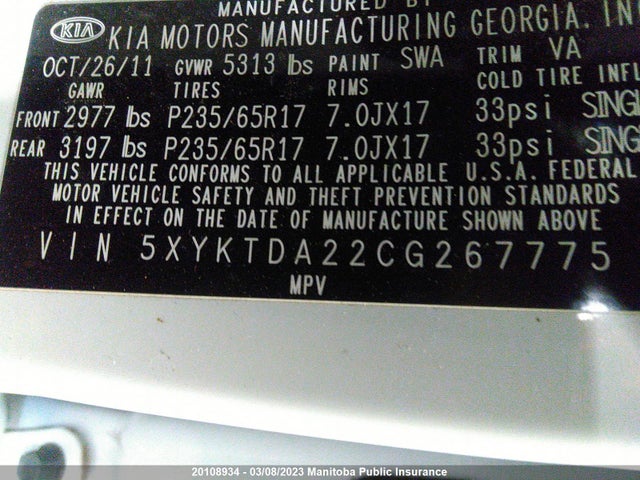 MANUFACTURED BY
KIA KIA MOTORS MANUFACTURING GEORGIA. IN
OCT/26/11 GVWR 5313 lbs PAINT SWA TRIM VA
GAWR TIRES RIMS COLD TIRE INFL
FRONT 2977 lbs P235/65R17 7.0JX17 33psi SINGL
REAR 3197 lbs P235/65R17 7.0JX17 33psi SING
THIS VEHICLE CONFORMS TO ALL APPLICABLE U.S.A. FEDERAL
MOTOR VEHICLE SAFETY AND THEFT PREVENTION STANDARDS
IN EFFECT ON THE DATE OF MANUFACTURE SHOWN ABOVE
VIN 5XYKTDA22CG267775
MPV
20108934 - 03/08/2023 Manitoba Public Insurance